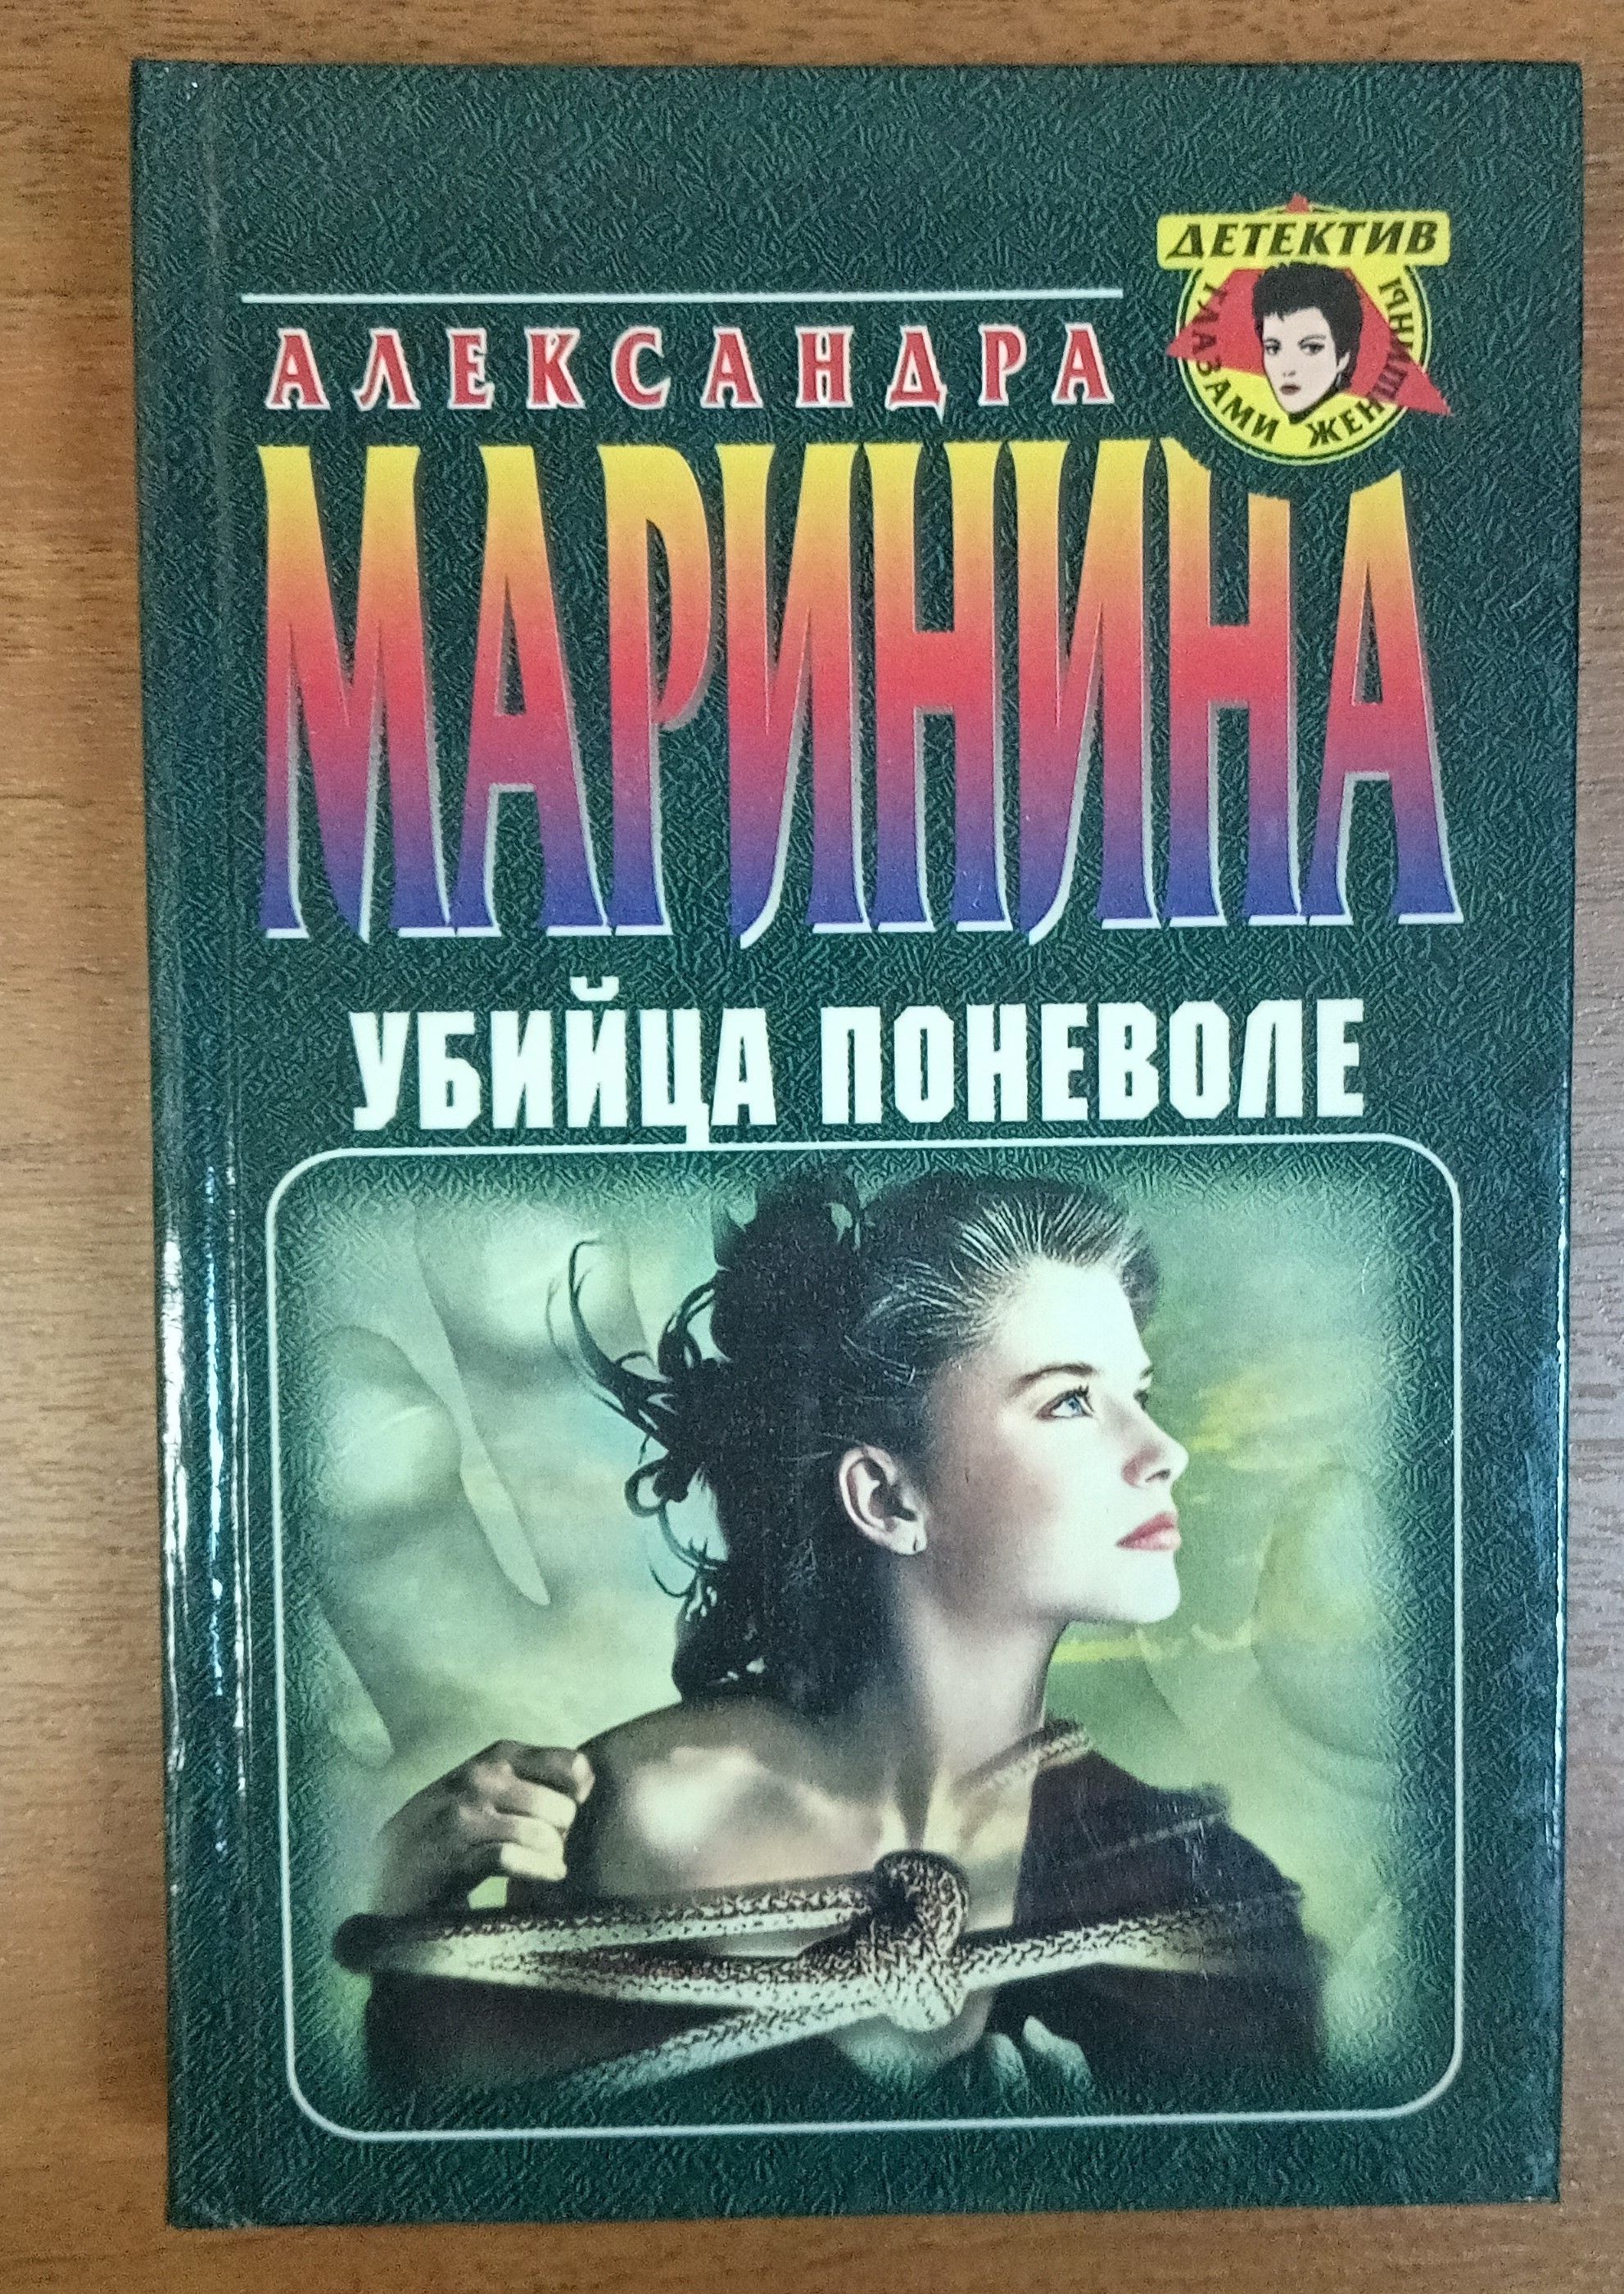 ДЕТЕКТИВ
ГЛАЗАМИ ЖЕНЩИНЫ
АЛЕКСАНДРА
МАРИНИНА
УБИЙЦА ПОНЕВОЛЕ